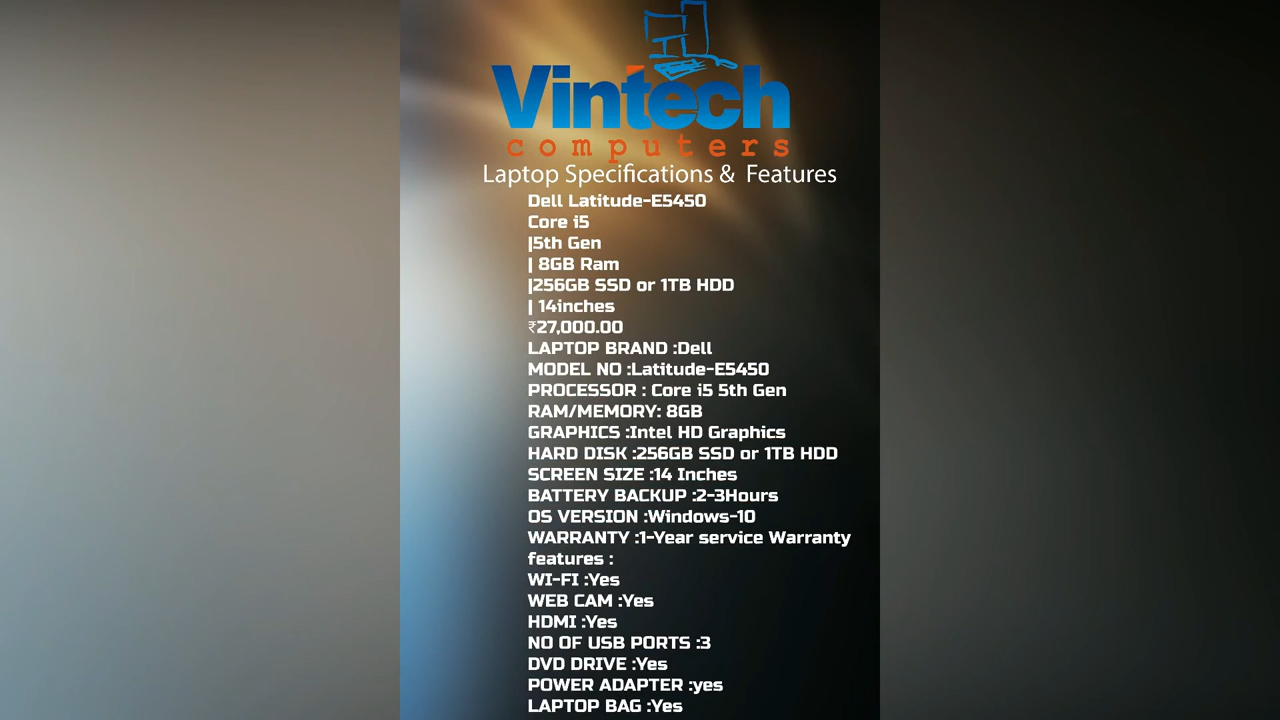 Vintech
computers
Laptop Specifications & Features
Dell Latitude-E5450
Core i5
|5th Gen
| 8GB Ram
|256GB SSD or 1TB HDD
| 14inches
₹27,000.00
LAPTOP BRAND :Dell
MODEL NO :Latitude-E5450
PROCESSOR : Core i5 5th Gen
RAM/MEMORY: 8GB
GRAPHICS :Intel HD Graphics
HARD DISK :256GB SSD or 1TB HDD
SCREEN SIZE :14 Inches
BATTERY BACKUP :2-3Hours
OS VERSION :Windows-10
WARRANTY :1-Year service Warranty
features :
WI-FI :Yes
WEB CAM :Yes
HDMI :Yes
NO OF USB PORTS :3
DVD DRIVE :Yes
POWER ADAPTER :yes
LAPTOP BAG :Yes